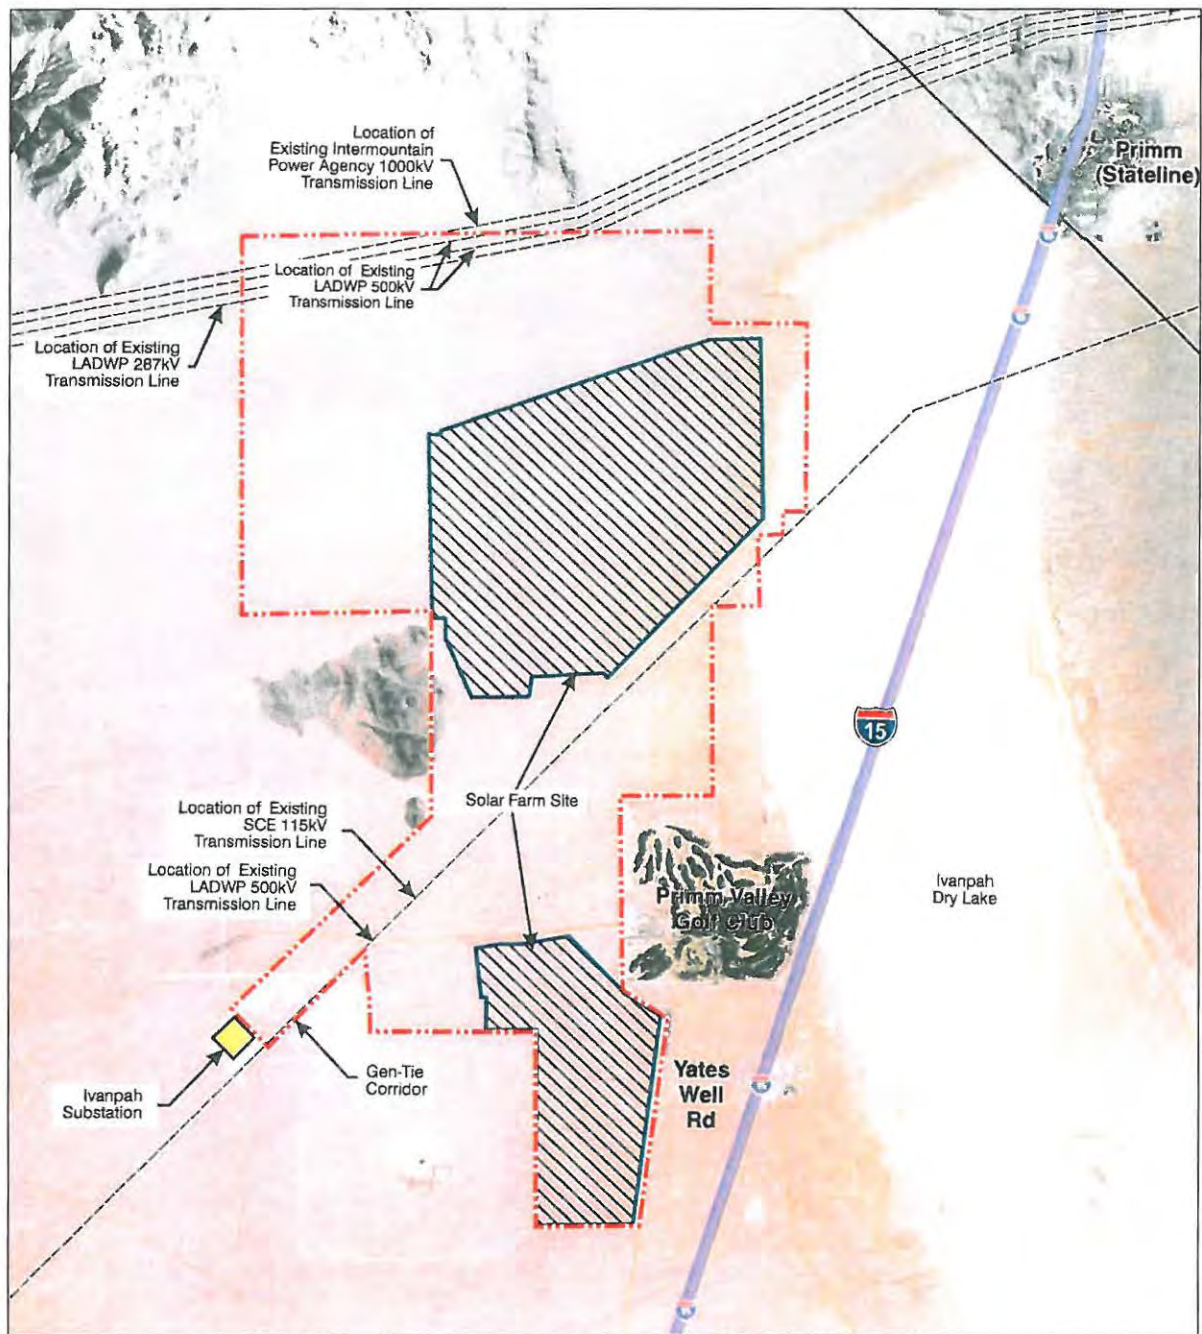 Location of
Existing Intermountain
Power Agency 1000kV
Transmission Line
Primm
(Stateline)
Location of Existing
LADWP 500kV
Transmission Line
Location of Existing
LADWP 287kV
Transmission Line
15
Solar Farm Site
Location of Existing
SCE 115kV
Transmission Line
Location of Existing
LADWP 500kV
Transmission Line
Primm Valley
Golf Club
Ivanpah
Dry Lake
Ivanpah
Substation
Gen-Tie
Corridor
Yates
Well
Rd